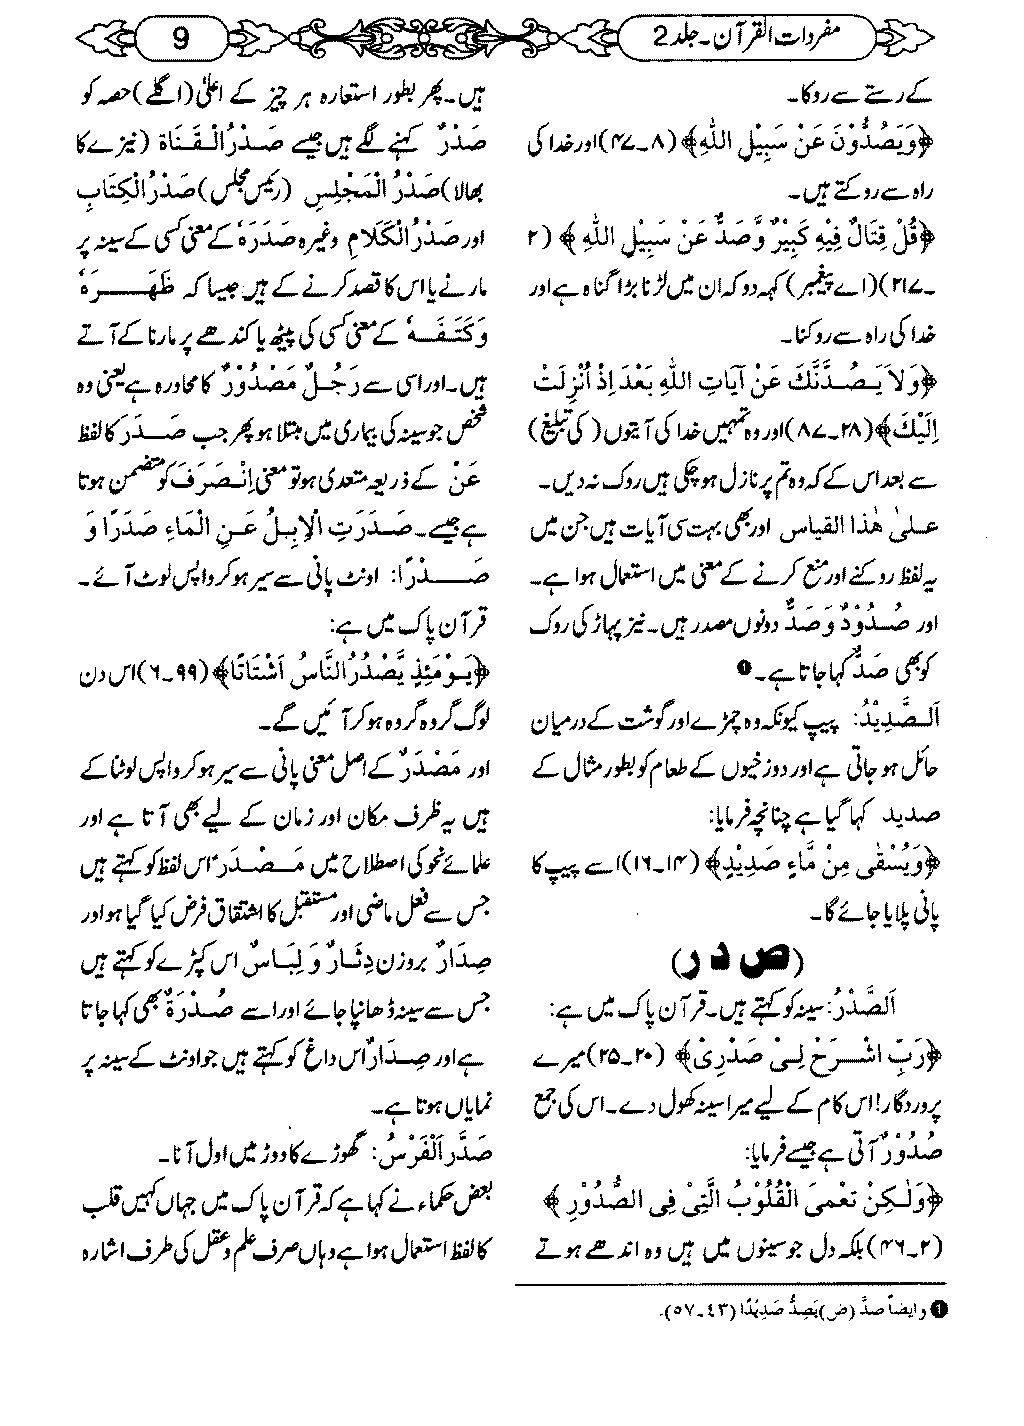 مفردات القرآن۔ جلد 2
9
کے رستے سے روکا۔
﴿وَيَصُدُّوْنَ عَنْ سَبِيْلِ اللّٰهِ﴾ (۸۔۴۷) اور خدا کی
راہ سے روکتے ہیں۔
﴿قُلْ قِتَالٌ فِيْهِ كَبِيْرٌ وَّصَدٌّ عَنْ سَبِيْلِ اللّٰهِ﴾ (۲
۔۲۱۷) (اے پیغمبر) کہہ دو کہ ان میں لڑنا بڑا گناہ ہے اور
خدا کی راہ سے روکنا۔
﴿وَلاَ يَصُدَّنَّكَ عَنْ آيَاتِ اللّٰهِ بَعْدَ اِذْ اُنْزِلَتْ
اِلَيْكَ﴾ (۲۸۔۸۷) اور وہ تمہیں خدا کی آیتوں (کی تبلیغ)
سے بعد اس کے کہ وہ تم پر نازل ہو چکی ہیں روک نہ دیں۔
علیٰ ھٰذا القیاس اور بھی بہت سی آیات ہیں جن میں
یہ لفظ روکنے اور منع کرنے کے معنی میں استعمال ہوا ہے۔
اور صُدُوْدٌ وَصَدٌّ دونوں مصدر ہیں۔ نیز پہاڑ کی روک
کو بھی صَدٌّ کہا جاتا ہے۔ ❶
اَلصَّدِیْدُ: پیپ کیونکہ وہ چمڑے اور گوشت کے درمیان
حائل ہو جاتی ہے اور دوزخیوں کے طعام کو بطور مثال کے
صدید کہا گیا ہے چنانچہ فرمایا:
﴿وَيُسْقٰى مِنْ مَّاءٍ صَدِيْدٍ﴾ (۱۴۔۱۶) اسے پیپ کا
پانی پلایا جائے گا۔
(ص د ر)
اَلصَّدْرُ: سینہ کو کہتے ہیں۔ قرآن پاک میں ہے:
﴿رَبِّ اشْرَحْ لِىْ صَدْرِىْ﴾ (۲۰۔۲۵) میرے
پروردگار! اس کام کے لیے میرا سینہ کھول دے۔ اس کی جمع
صُدُوْرٌ آتی ہے جیسے فرمایا:
﴿وَلٰكِنْ تَعْمَى الْقُلُوْبُ الَّتِىْ فِى الصُّدُوْرِ﴾
(۲۔۴۶) بلکہ دل جو سینوں میں ہیں وہ اندھے ہوتے
❶ و ایضاً صدَّ (ض) یَصِدُّ صَدِیْدًا (٤٣۔٥٧).
ہیں۔ پھر بطور استعارہ ہر چیز کے اعلیٰ (اگلے) حصہ کو
صَدْرٌ کہنے لگے ہیں جیسے صَدْرُ الْقَنَاةِ (نیزے کا
بھالا) صَدْرُ الْمَجْلِسِ (رئیس مجلس) صَدْرُ الْکِتَابِ
اور صَدْرُ الْکَلَامِ وغیرہ صَدَرَہٗ کے معنی کسی کے سینہ پر
مارنے یا اس کا قصد کرنے کے ہیں جیسا کہ ظَهَرَهٗ
وَكَتَفَهٗ کے معنی کسی کی پیٹھ یا کندھے پر مارنا کے آتے
ہیں۔ اور اسی سے رَجُلٌ مَصْدُوْرٌ کا محاورہ ہے یعنی وہ
شخص جو سینہ کی بیماری میں مبتلا ہو پھر جب صَدَرَ کا لفظ
عَنْ کے ذریعہ متعدی ہو تو معنی اِنْصَرَفَ کو متضمن ہوتا
ہے جیسے۔ صَدَرَتِ الْاِبِلُ عَنِ الْمَاءِ صَدَرًا وَ
صَدْرًا: اونٹ پانی سے سیر ہو کر واپس لوٹ آئے۔
قرآن پاک میں ہے:
﴿يَوْمَئِذٍ يَّصْدُرُ النَّاسُ اَشْتَاتًا﴾ (۹۹۔۶) اس دن
لوگ گروہ گروہ ہو کر آئیں گے۔
اور مَصْدَرٌ کے اصل معنی پانی سے سیر ہو کر واپس لوٹنا کے
ہیں یہ ظرف مکان اور زمان کے لیے بھی آتا ہے اور
علمائے نحو کی اصطلاح میں مَصْدَرٌ اس لفظ کو کہتے ہیں
جس سے فعل ماضی اور مستقبل کا اشتقاق فرض کیا گیا ہو اور
صِدَارٌ بروزن دِثَارٌ وَ لِبَاسٌ اس کپڑے کو کہتے ہیں
جس سے سینہ ڈھانپا جائے اور اسے صُدْرَةٌ بھی کہا جاتا
ہے اور صِدَارٌ اس داغ کو کہتے ہیں جو اونٹ کے سینہ پر
نمایاں ہوتا ہے۔
صَدَّرَ الْفَرَسُ: گھوڑے کا دوڑ میں اول آنا۔
بعض حکماء نے کہا ہے کہ قرآن پاک میں جہاں کہیں قلب
کا لفظ استعمال ہوا ہے وہاں صرف علم و عقل کی طرف اشارہ